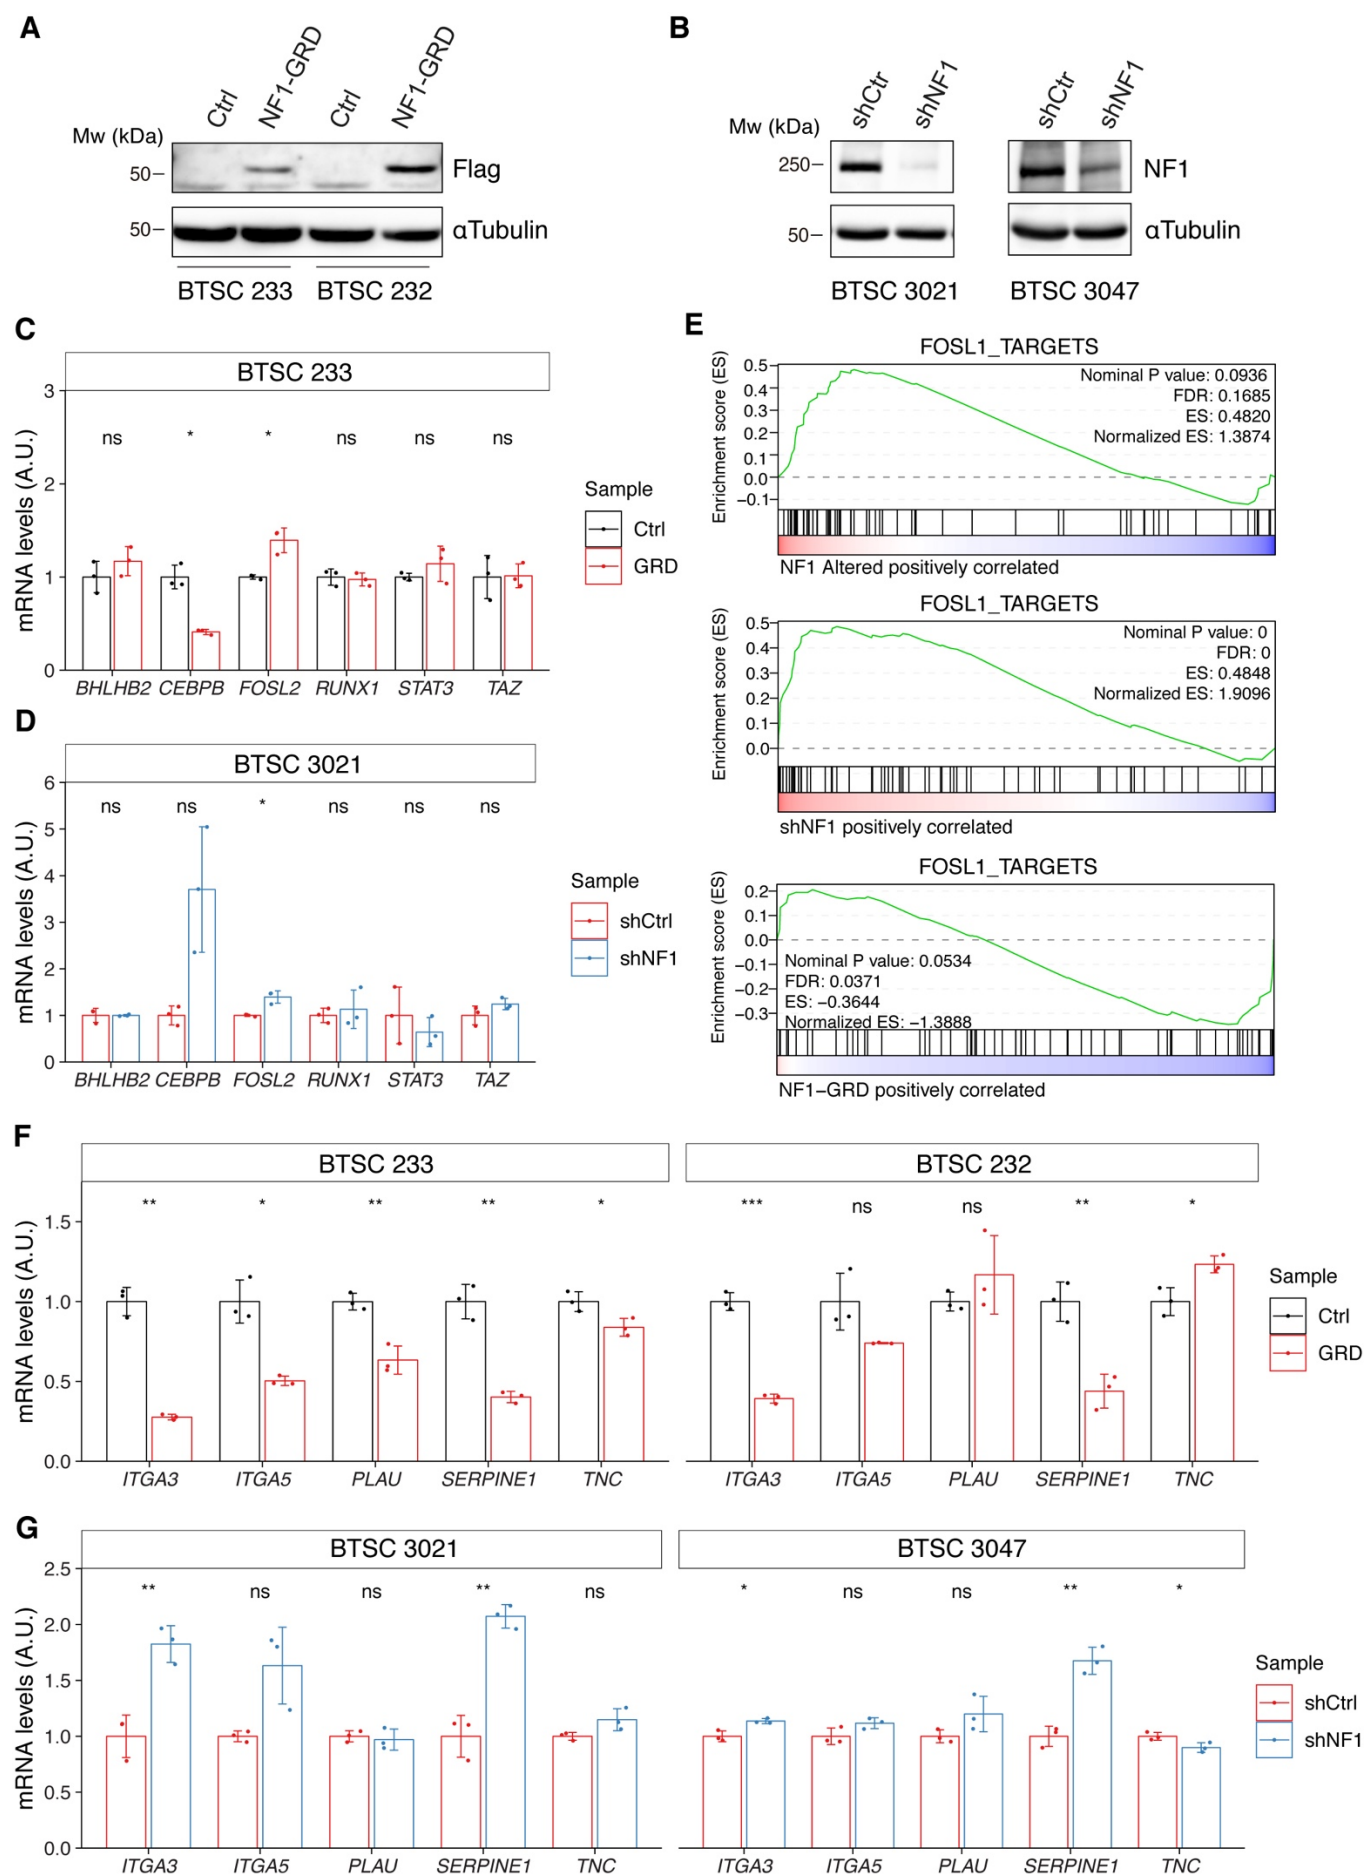 A
Ctrl
NF1-GRD
Ctrl
NF1-GRD
Mw (kDa)
50
Flag
50
αTubulin
BTSC 233
BTSC 232
B
shCtr
shNF1
shCtr
shNF1
Mw (kDa)
250
NF1
50
αTubulin
BTSC 3021
BTSC 3047
C
BTSC 233
mRNA levels (A.U.)
3
2
1
0
ns * * ns ns ns
BHLHB2 CEBPB FOSL2 RUNX1 STAT3 TAZ
Sample
Ctrl
GRD
D
BTSC 3021
mRNA levels (A.U.)
6
5
4
3
2
1
0
ns ns * ns ns ns
BHLHB2 CEBPB FOSL2 RUNX1 STAT3 TAZ
Sample
shCtrl
shNF1
E
FOSL1_TARGETS
Enrichment score (ES)
0.5
0.4
0.3
0.2
0.1
0.0
−0.1
Nominal P value: 0.0936
FDR: 0.1685
ES: 0.4820
Normalized ES: 1.3874
NF1 Altered positively correlated
FOSL1_TARGETS
Enrichment score (ES)
0.5
0.4
0.3
0.2
0.1
0.0
Nominal P value: 0
FDR: 0
ES: 0.4848
Normalized ES: 1.9096
shNF1 positively correlated
FOSL1_TARGETS
Enrichment score (ES)
0.2
0.1
0.0
−0.1
−0.2
−0.3
Nominal P value: 0.0534
FDR: 0.0371
ES: −0.3644
Normalized ES: −1.3888
NF1−GRD positively correlated
F
BTSC 233
BTSC 232
mRNA levels (A.U.)
1.5
1.0
0.5
0.0
** * ** ** *
*** ns ns ** *
ITGA3 ITGA5 PLAU SERPINE1 TNC
ITGA3 ITGA5 PLAU SERPINE1 TNC
Sample
Ctrl
GRD
G
BTSC 3021
BTSC 3047
mRNA levels (A.U.)
2.5
2.0
1.5
1.0
0.5
0.0
** ns ns ** ns
* ns ns ** *
ITGA3 ITGA5 PLAU SERPINE1 TNC
ITGA3 ITGA5 PLAU SERPINE1 TNC
Sample
shCtrl
shNF1